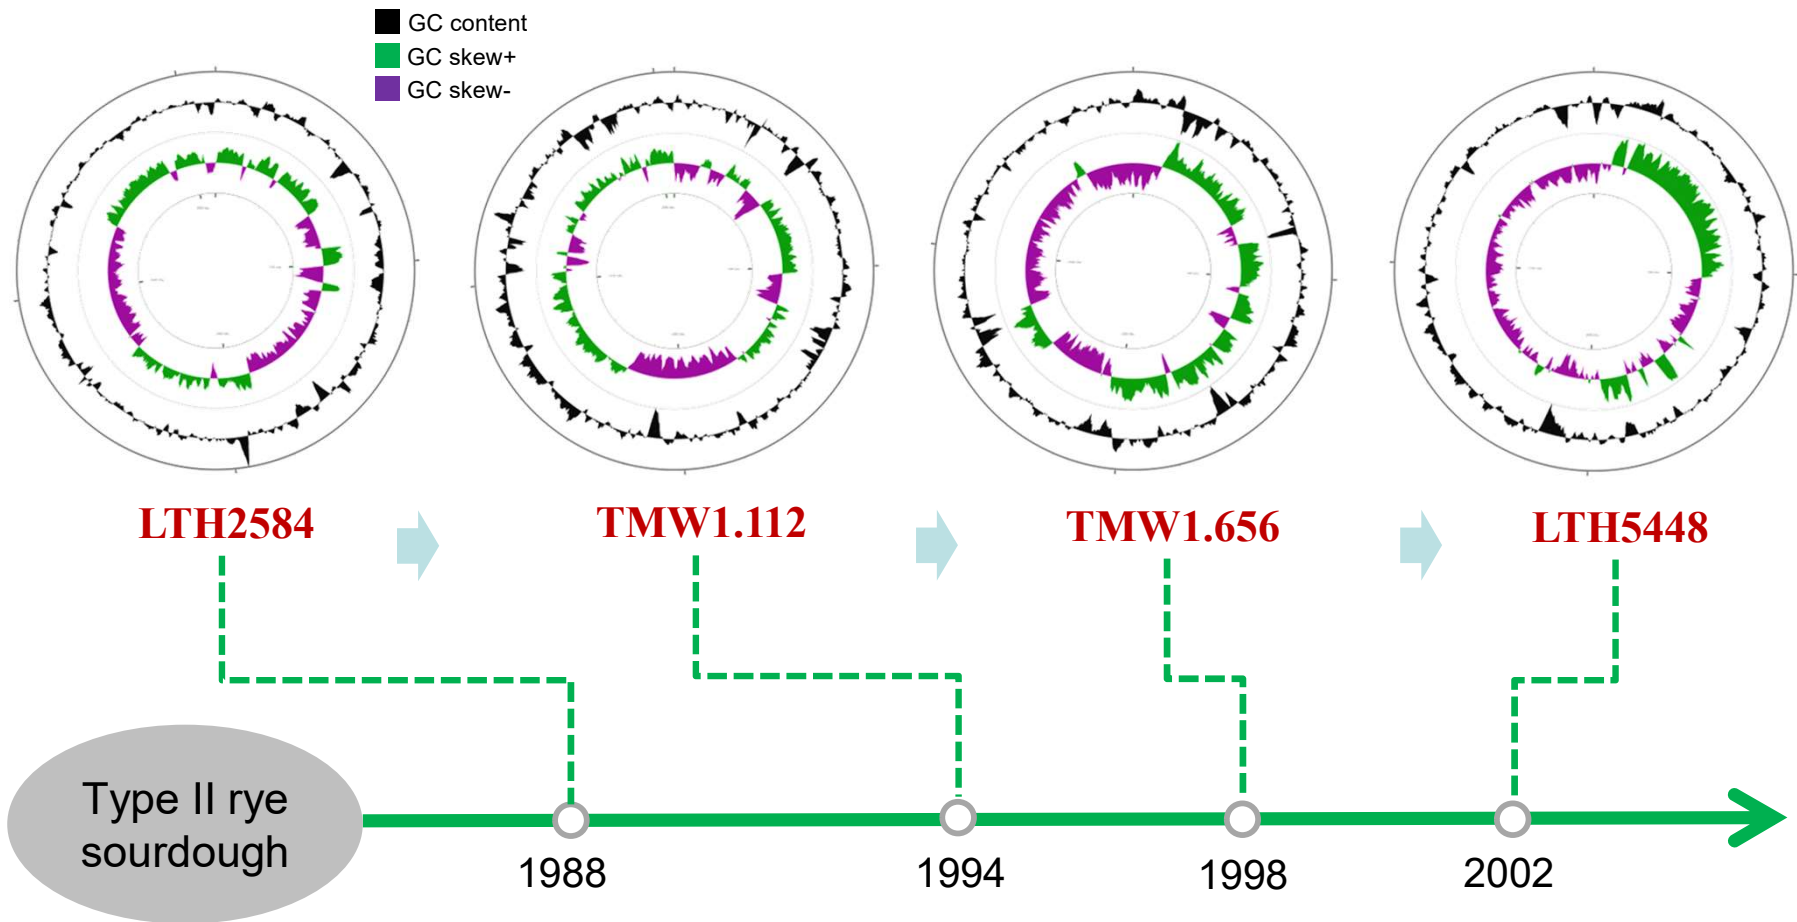 GC content
GC skew+
GC skew-
LTH2584
TMW1.112
TMW1.656
LTH5448
Type II rye
sourdough
1988
1994
1998
2002